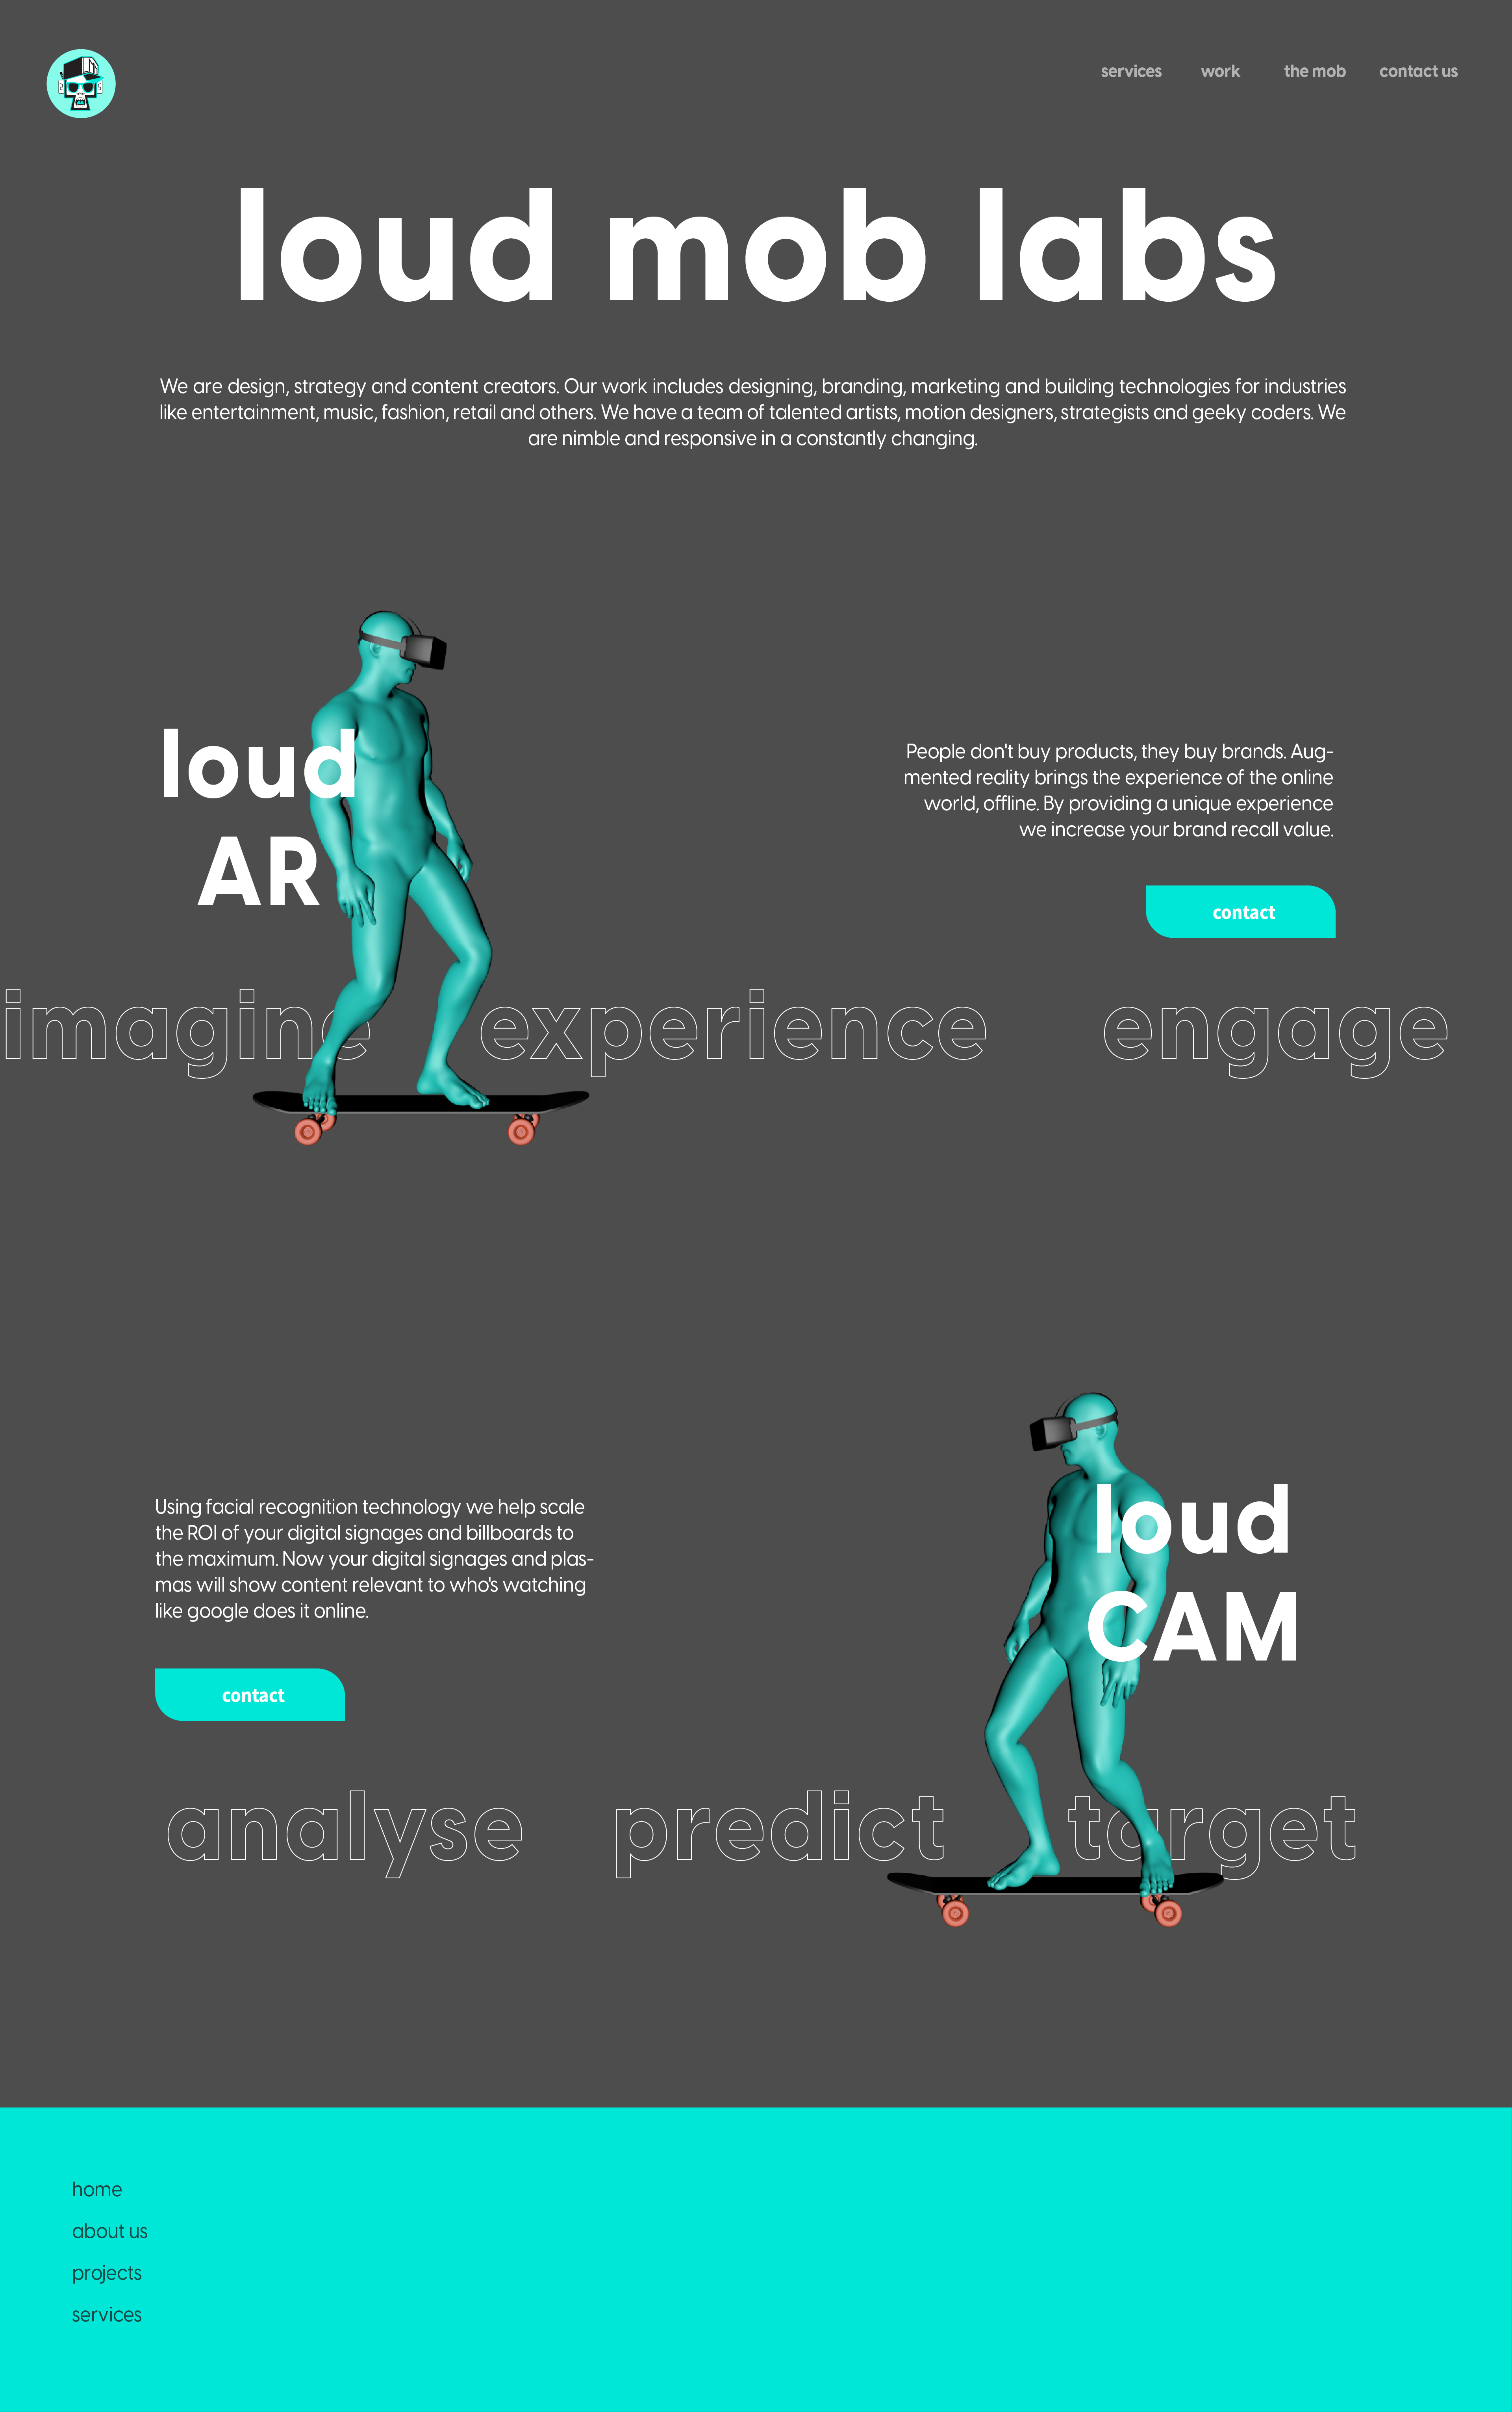 services work the mob contact us
loud mob labs
We are design, strategy and content creators. Our work includes designing, branding, marketing and building technologies for industries
like entertainment, music, fashion, retail and others. We have a team of talented artists, motion designers, strategists and geeky coders. We
are nimble and responsive in a constantly changing.
loud
AR
People don't buy products, they buy brands. Aug-
mented reality brings the experience of the online
world, offline. By providing a unique experience
we increase your brand recall value.
contact
imagine experience engage
Using facial recognition technology we help scale
the ROI of your digital signages and billboards to
the maximum. Now your digital signages and plas-
mas will show content relevant to who's watching
like google does it online.
contact
loud
CAM
analyse predict target
home
about us
projects
services